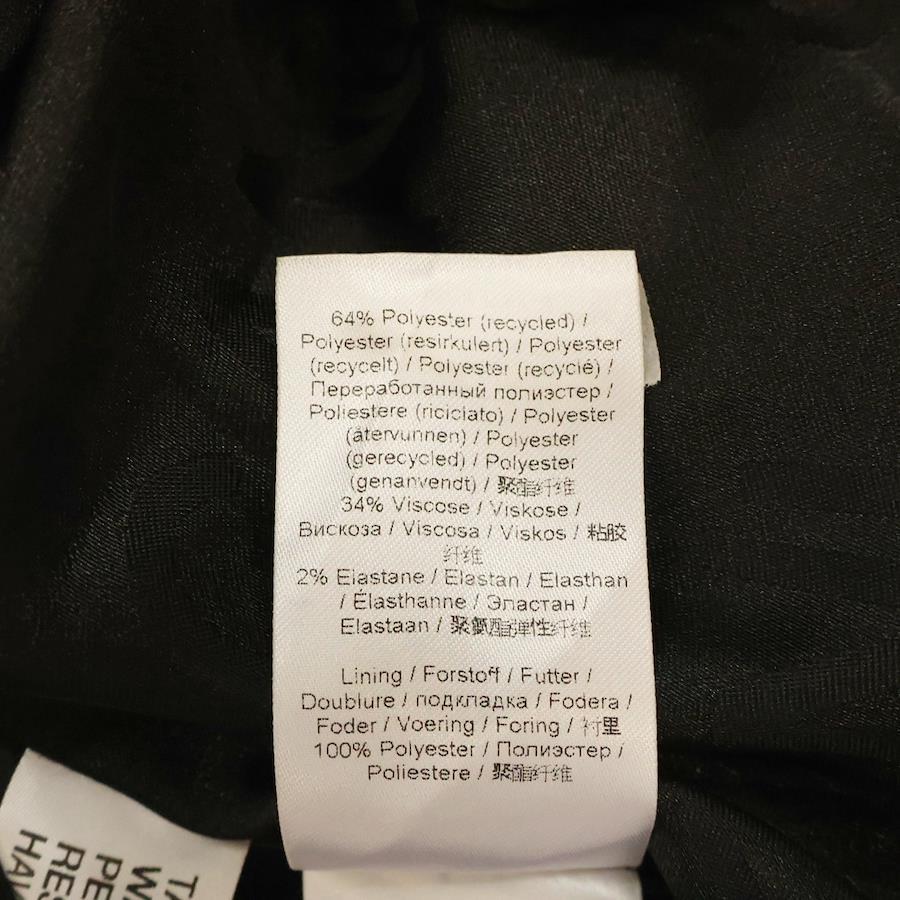 64% Polyester (recycled) /
Polyester (resirkulert) / Polyester
(recycelt) / Polyester (recyclé) /
Переработанный полиэстер /
Poliestere (riciclato) / Polyester
(återvunnen) / Polyester
(gerecycled) / Polyester
(genanvendt) / 聚酯纤维
34% Viscose / Viskose /
Вискоза / Viscosa / Viskos / 粘胶
纤维
2% Elastane / Elastan / Elasthan
/ Élasthanne / Эластан /
Elastaan / 聚氨酯弹性纤维
Lining / Forstoff / Futter /
Doublure / подкладка / Fodera /
Foder / Voering / Foring / 衬里
100% Polyester / Полиэстер /
Poliestere / 聚酯纤维